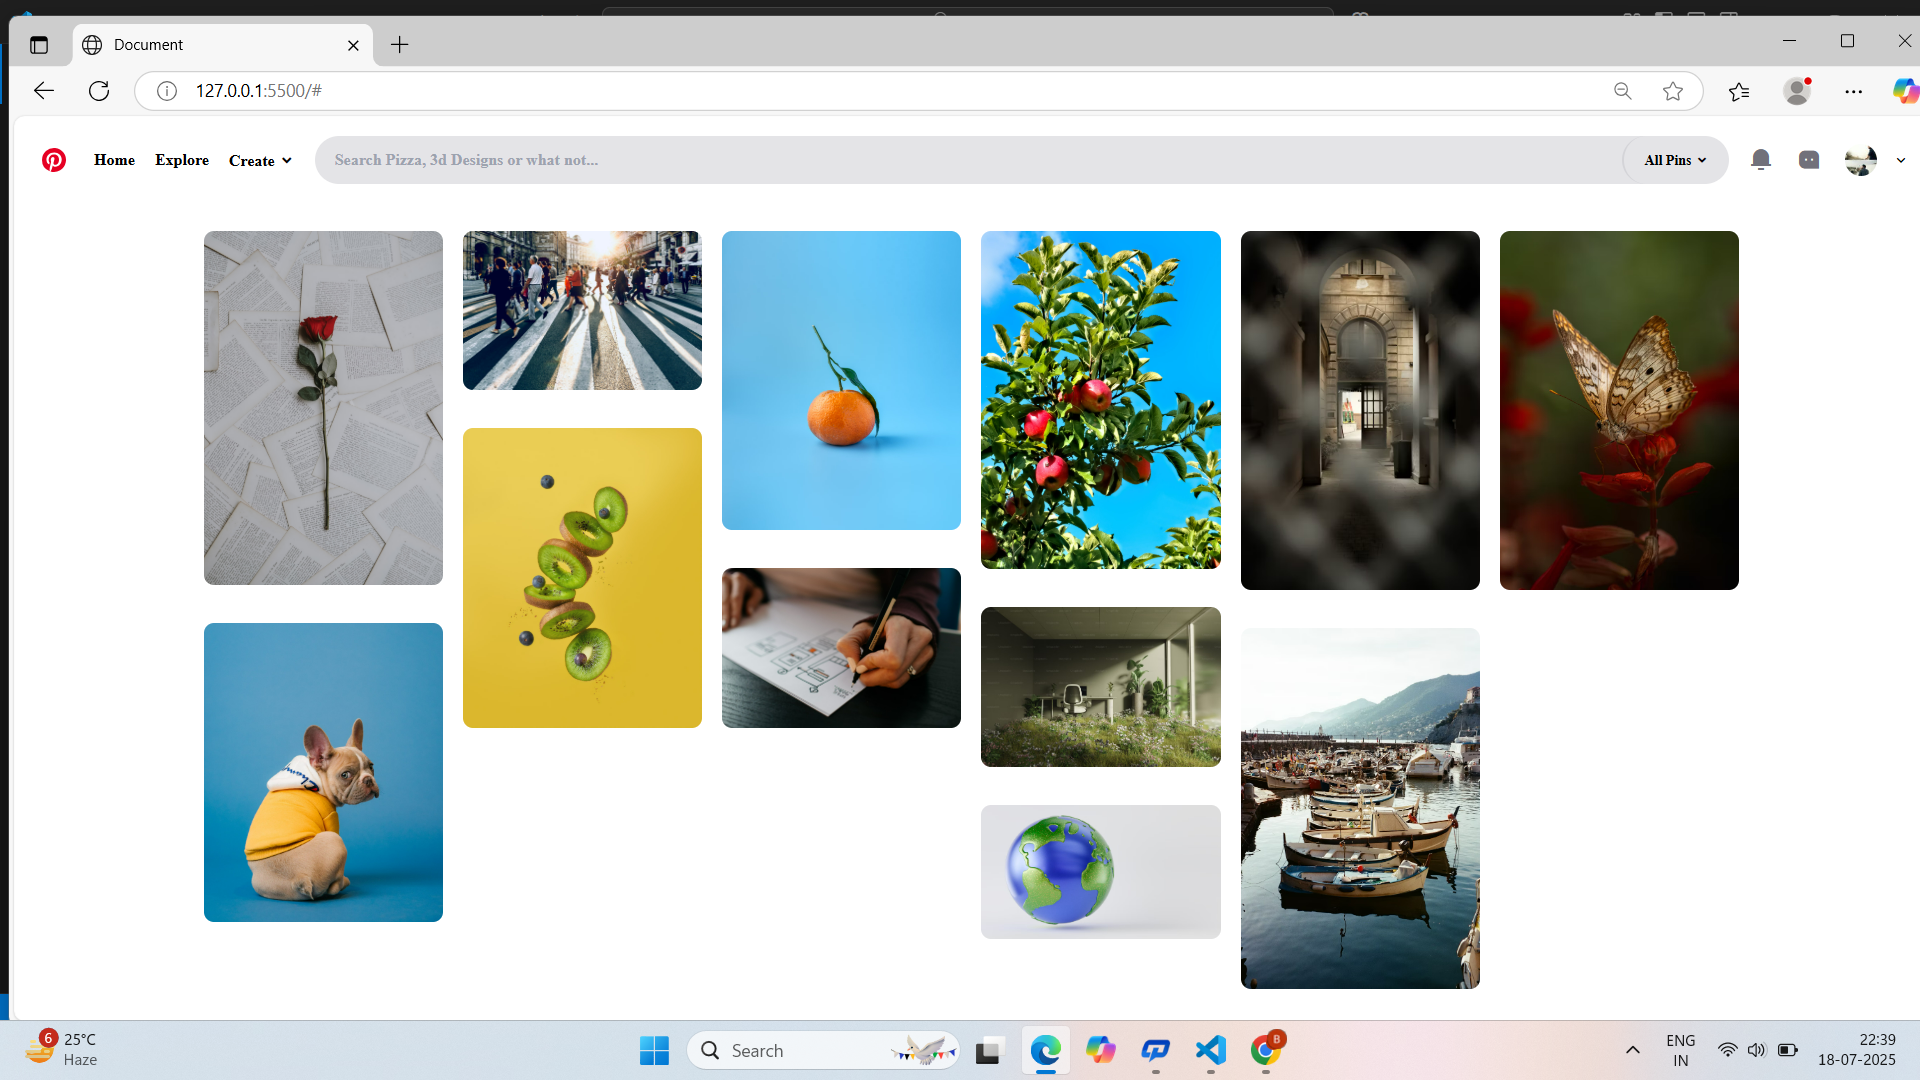 Document
127.0.0.1:5500/#
Home Explore Create Search Pizza, 3d Designs or what not... All Pins
6 25°C
Haze
Search
B
ENG
IN
22:39
18-07-2025